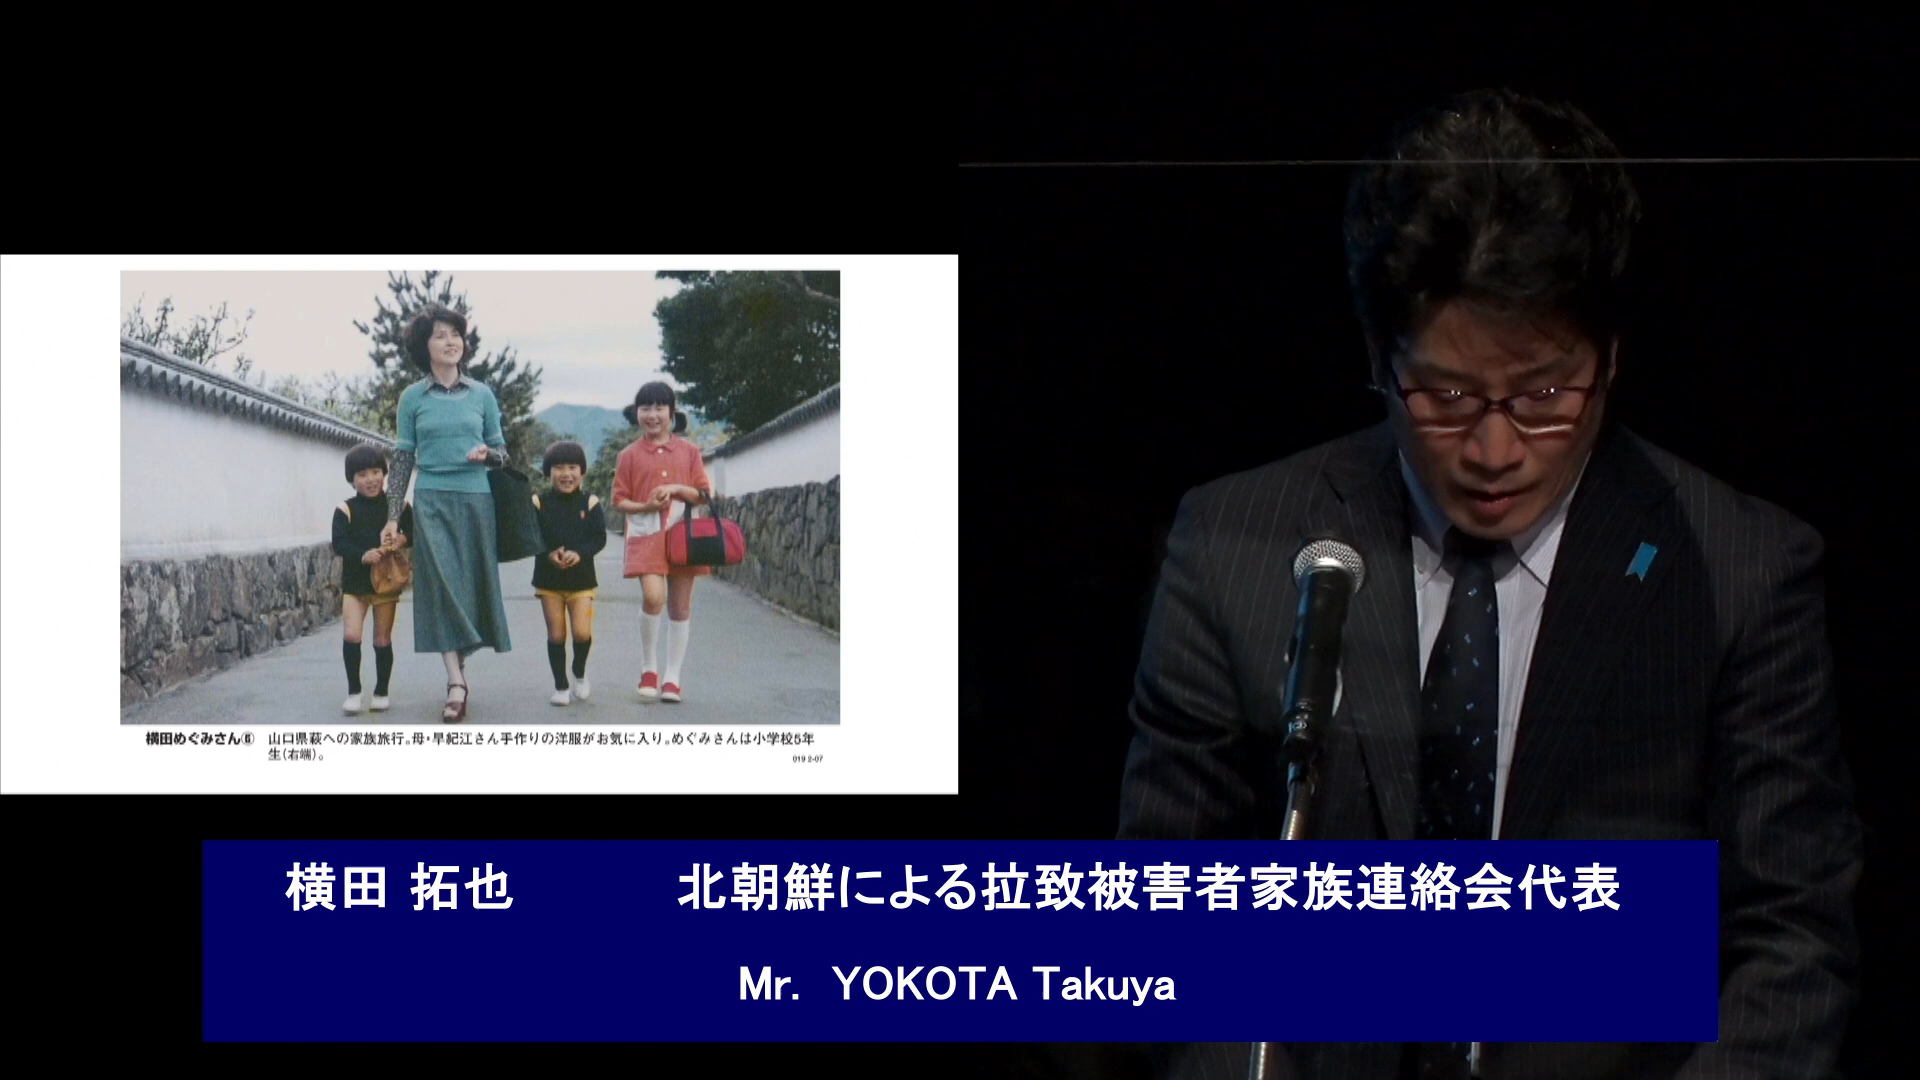 横田めぐみさん⑥ 山口県萩への家族旅行。母・早紀江さん手作りの洋服がお気に入り。めぐみさんは小学校5年
生(右端)。
019 2-07
横田 拓也 北朝鮮による拉致被害者家族連絡会代表
Mr. YOKOTA Takuya